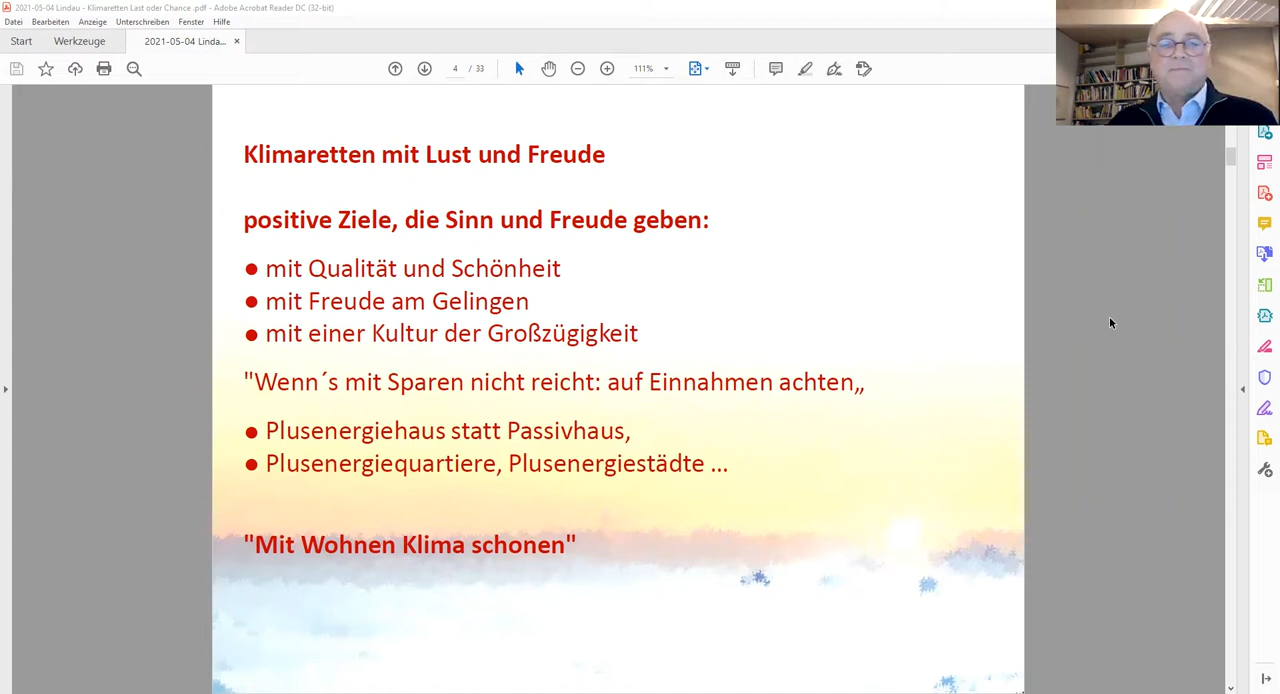 2021-05-04 Lindau - Klimaretten Last oder Chance .pdf - Adobe Acrobat Reader DC (32-bit)
Datei Bearbeiten Anzeige Unterschreiben Fenster Hilfe
Start Werkzeuge 2021-05-04 Linda... ×
4 / 33 111%
Klimaretten mit Lust und Freude
positive Ziele, die Sinn und Freude geben:
● mit Qualität und Schönheit
● mit Freude am Gelingen
● mit einer Kultur der Großzügigkeit
"Wenn´s mit Sparen nicht reicht: auf Einnahmen achten„
● Plusenergiehaus statt Passivhaus,
● Plusenergiequartiere, Plusenergiestädte ...
"Mit Wohnen Klima schonen"